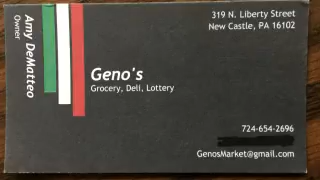 319 N. Liberty Street
New Castle, PA 16102
Amy DeMatteo
Owner
Geno's
Grocery, Deli, Lottery
724-654-2696
GenosMarket@gmail.com